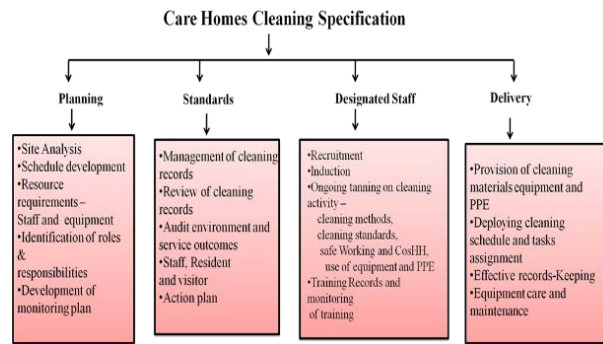 Care Homes Cleaning Specification
Planning
•Site Analysis
•Schedule development
•Resource
requirements–
Staff and equipment
•Identification of roles
&
responsibilities
•Development of
monitoring plan
Standards
•Management of cleaning
records
•Review of cleaning
records
•Audit environment and
service outcomes
•Staff, Resident
and visitor
•Action plan
Designated Staff
•Recruitment
•Induction
•Ongoing tanning on cleaning
activity –
cleaning methods,
cleaning standards,
safe Working and CosHH,
use of equipment and PPE
•Training Records and
monitoring
of training
Delivery
•Provision of cleaning
materials equipment and
PPE
•Deploying cleaning
schedule and tasks
assignment
•Effective records-Keeping
•Equipment care and
maintenance